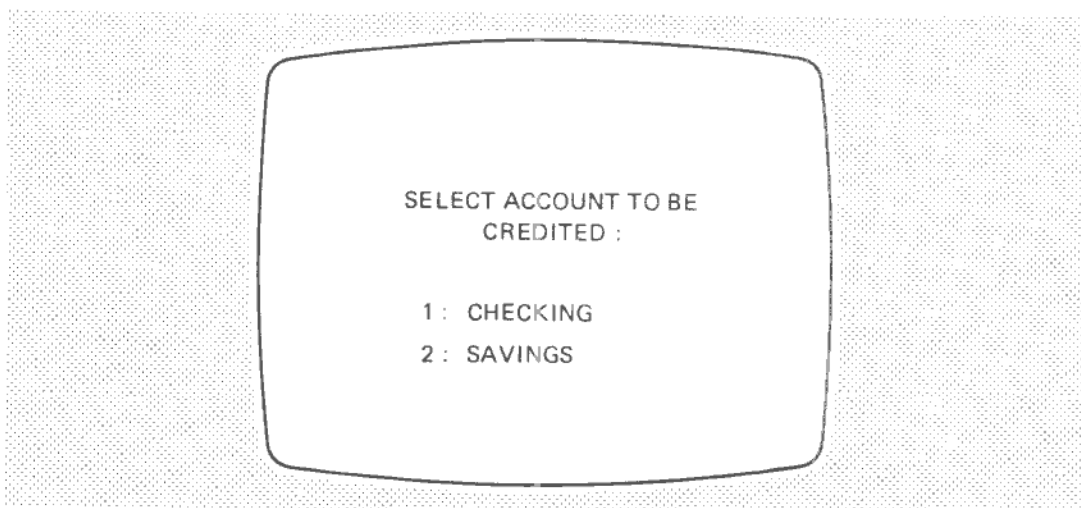 SELECT ACCOUNT TO BE
CREDITED :
1 : CHECKING
2 : SAVINGS